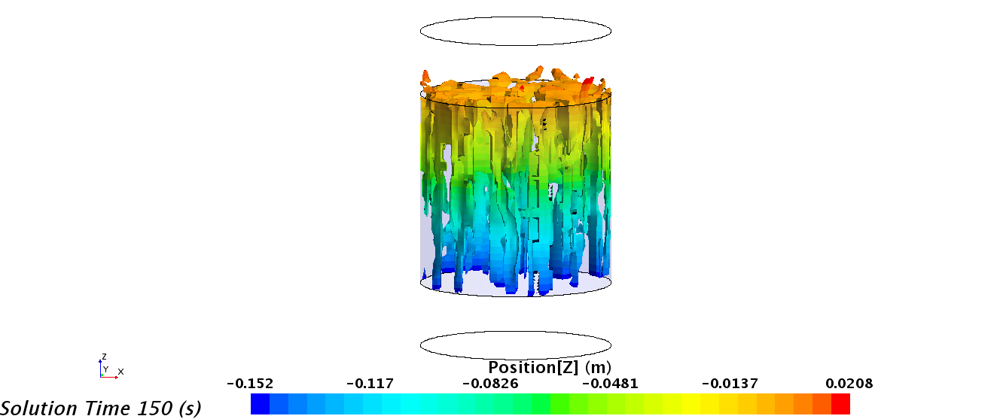 Z
Y X
Position[Z] (m)
-0.152 -0.117 -0.0826 -0.0481 -0.0137 0.0208
Solution Time 150 (s)